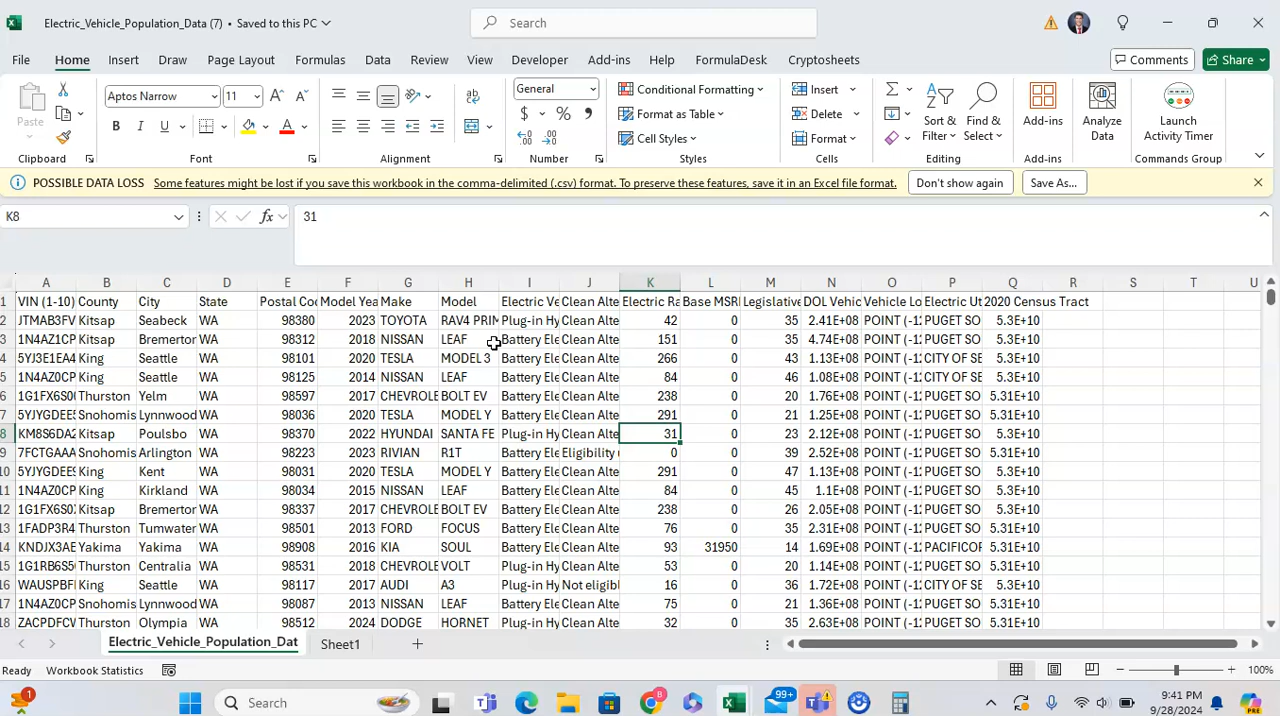 Electric_Vehicle_Population_Data (7) • Saved to this PC
Search
File Home Insert Draw Page Layout Formulas Data Review View Developer Add-ins Help FormulaDesk Cryptosheets Comments Share
Paste Aptos Narrow 11 B I U General $ % Conditional Formatting Format as Table Cell Styles Insert Delete Format Sort & Filter Find & Select Add-ins Analyze Data Launch Activity Timer
Clipboard Font Alignment Number Styles Cells Editing Add-ins Commands Group
POSSIBLE DATA LOSS Some features might be lost if you save this workbook in the comma-delimited (.csv) format. To preserve these features, save it in an Excel file format. Don't show again Save As...
K8 fx 31
A B C D E F G H I J K L M N O P Q R S T U
1 VIN (1-10) County City State Postal Cod Model Yea Make Model Electric Ve Clean Alte Electric Ra Base MSR Legislative DOL Vehic Vehicle Lo Electric Ut 2020 Census Tract
2 JTMAB3FV Kitsap Seabeck WA 98380 2023 TOYOTA RAV4 PRIM Plug-in Hy Clean Alte 42 0 35 2.41E+08 POINT (-12 PUGET SO 5.3E+10
3 1N4AZ1CP Kitsap Bremerton WA 98312 2018 NISSAN LEAF Battery Ele Clean Alte 151 0 35 4.74E+08 POINT (-12 PUGET SO 5.3E+10
4 5YJ3E1EA4 King Seattle WA 98101 2020 TESLA MODEL 3 Battery Ele Clean Alte 266 0 43 1.13E+08 POINT (-12 CITY OF SE 5.3E+10
5 1N4AZ0CP King Seattle WA 98125 2014 NISSAN LEAF Battery Ele Clean Alte 84 0 46 1.08E+08 POINT (-12 CITY OF SE 5.3E+10
6 1G1FX6S0 Thurston Yelm WA 98597 2017 CHEVROLE BOLT EV Battery Ele Clean Alte 238 0 20 1.76E+08 POINT (-12 PUGET SO 5.31E+10
7 5YJYGDEE Snohomis Lynnwood WA 98036 2020 TESLA MODEL Y Battery Ele Clean Alte 291 0 21 1.25E+08 POINT (-12 PUGET SO 5.31E+10
8 KM8S6DA2 Kitsap Poulsbo WA 98370 2022 HYUNDAI SANTA FE Plug-in Hy Clean Alte 31 0 23 2.12E+08 POINT (-12 PUGET SO 5.3E+10
9 7FCTGAAA Snohomis Arlington WA 98223 2023 RIVIAN R1T Battery Ele Eligibility u 0 0 39 2.52E+08 POINT (-12 PUGET SO 5.31E+10
10 5YJYGDEE King Kent WA 98031 2020 TESLA MODEL Y Battery Ele Clean Alte 291 0 47 1.13E+08 POINT (-12 PUGET SO 5.3E+10
11 1N4AZ0CP King Kirkland WA 98034 2015 NISSAN LEAF Battery Ele Clean Alte 84 0 45 1.1E+08 POINT (-12 PUGET SO 5.3E+10
12 1G1FX6S0 Kitsap Bremerton WA 98337 2017 CHEVROLE BOLT EV Battery Ele Clean Alte 238 0 26 2.05E+08 POINT (-12 PUGET SO 5.3E+10
13 1FADP3R4 Thurston Tumwater WA 98501 2013 FORD FOCUS Battery Ele Clean Alte 76 0 35 2.31E+08 POINT (-12 PUGET SO 5.31E+10
14 KNDJX3AE Yakima Yakima WA 98908 2016 KIA SOUL Battery Ele Clean Alte 93 31950 14 1.69E+08 POINT (-12 PACIFICOR 5.31E+10
15 1G1RB6S5 Thurston Centralia WA 98531 2018 CHEVROLE VOLT Plug-in Hy Clean Alte 53 0 20 1.14E+08 POINT (-12 PUGET SO 5.31E+10
16 WAUSPBF King Seattle WA 98117 2017 AUDI A3 Plug-in Hy Not eligibl 16 0 36 1.72E+08 POINT (-12 CITY OF SE 5.3E+10
17 1N4AZ0CP Snohomis Lynnwood WA 98087 2013 NISSAN LEAF Battery Ele Clean Alte 75 0 21 1.36E+08 POINT (-12 PUGET SO 5.31E+10
18 ZACPDFCV Thurston Olympia WA 98512 2024 DODGE HORNET Plug-in Hy Clean Alte 32 0 35 2.63E+08 POINT (-12 PUGET SO 5.31E+10
Electric_Vehicle_Population_Dat Sheet1
Ready Workbook Statistics 100%
1 Search 8 99+ 9:41 PM
9/28/2024 PRE